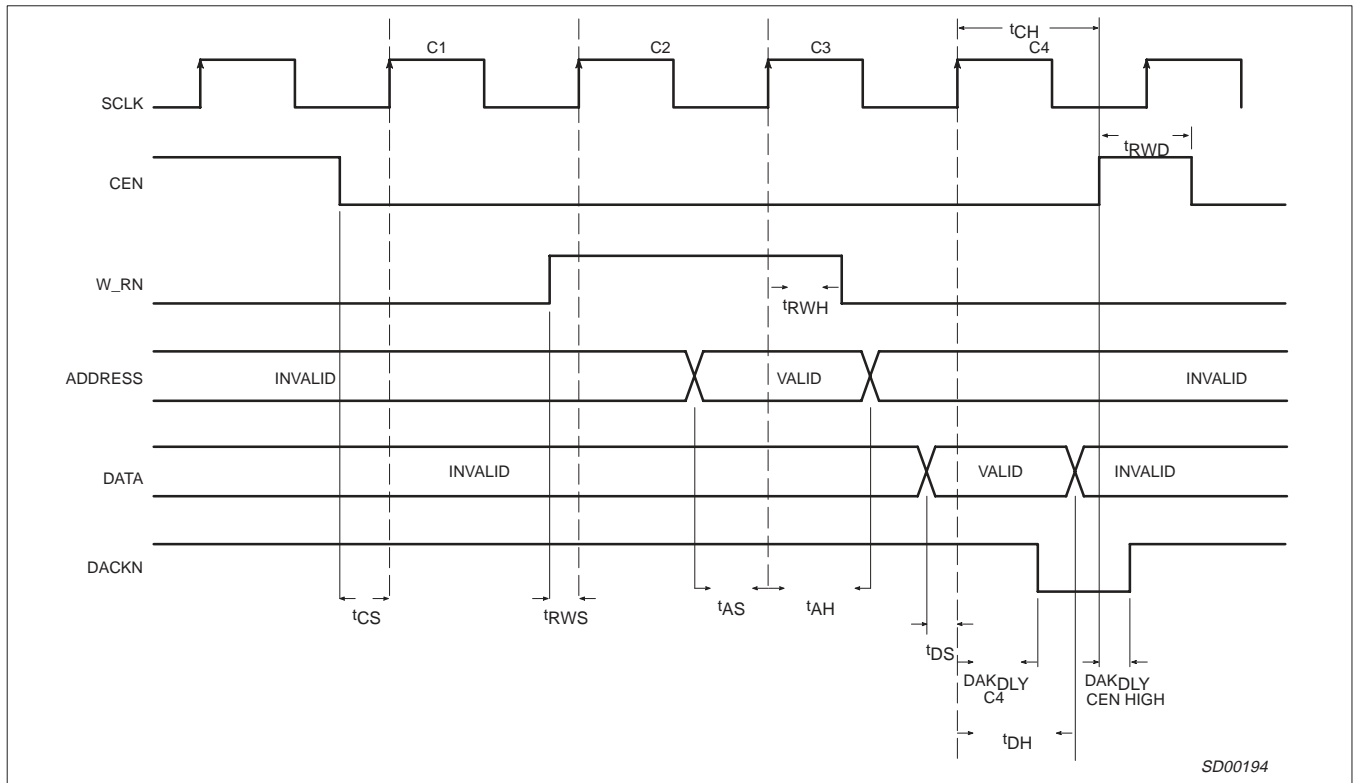 tCH
C1 C2 C3 C4
SCLK
tRWD
CEN
W_RN
tRWH
ADDRESS INVALID VALID INVALID
DATA INVALID VALID INVALID
DACKN
tCS tRWS tAS tAH
tDS
DAKDLY DAKDLY
C4 CEN HIGH
tDH
SD00194